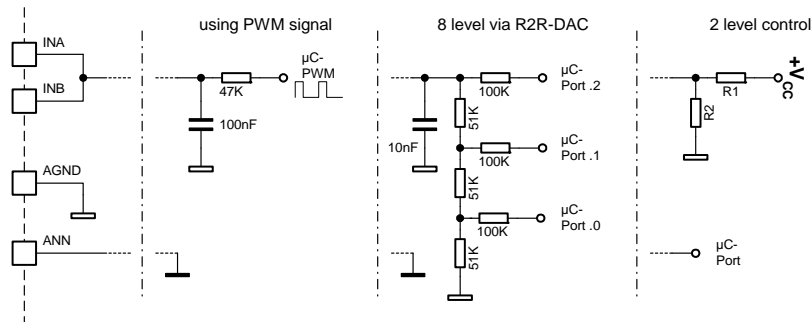 using PWM signal
8 level via R2R-DAC
2 level control
INA
INB
AGND
ANN
µC-
PWM
47K
100nF
µC-
Port .2
100K
51K
10nF
µC-
Port .1
100K
51K
µC-
Port .0
100K
51K
+VCC
R1
R2
µC-
Port